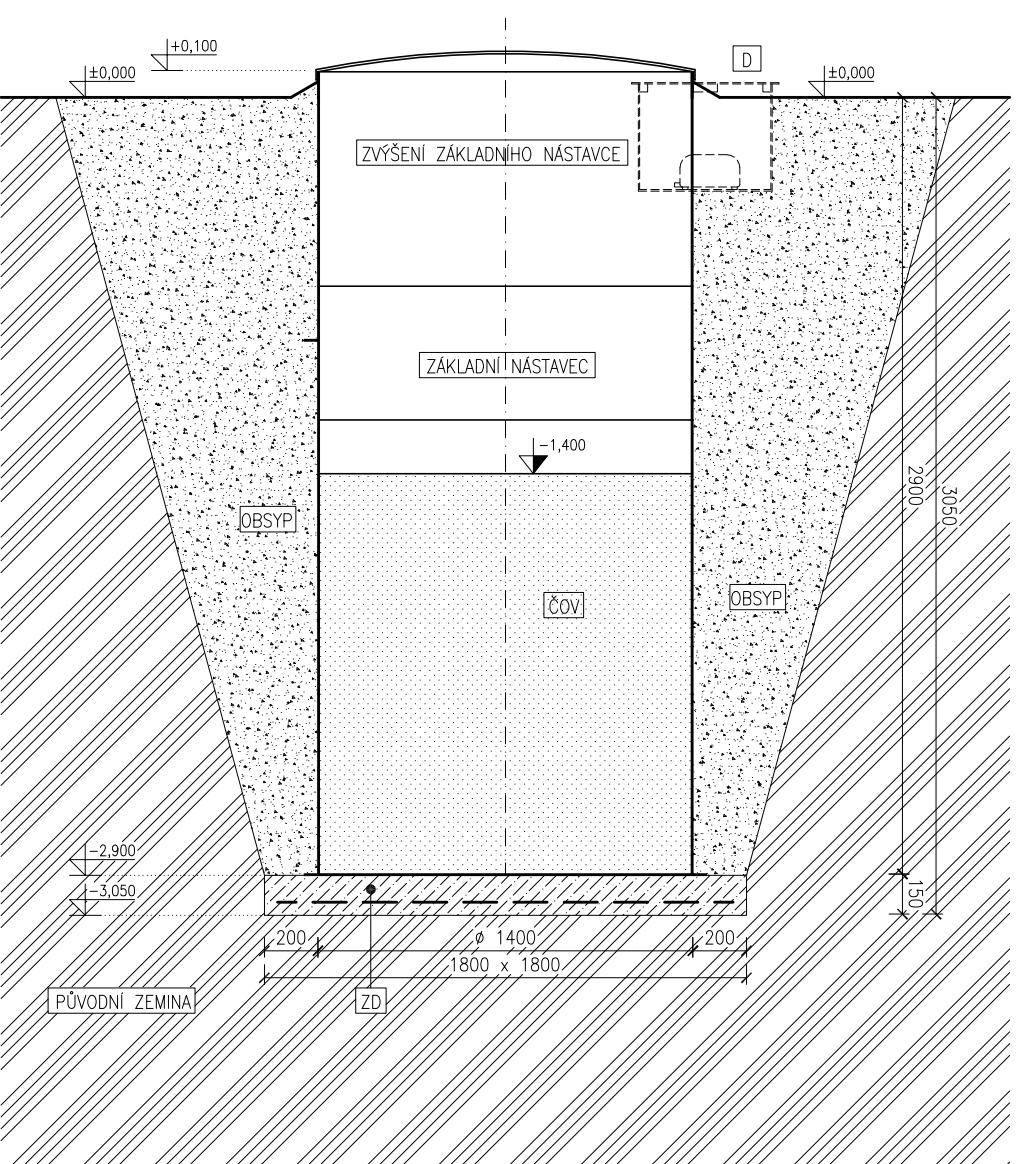 +0,100
D
±0,000
±0,000
ZVÝŠENÍ ZÁKLADNÍHO NÁSTAVCE
ZÁKLADNÍ NÁSTAVEC
-1,400
2900
3050
OBSYP
ČOV
OBSYP
-2,900
-3,050
150
200
ø 1400
200
1800 x 1800
PŮVODNÍ ZEMINA
ZD